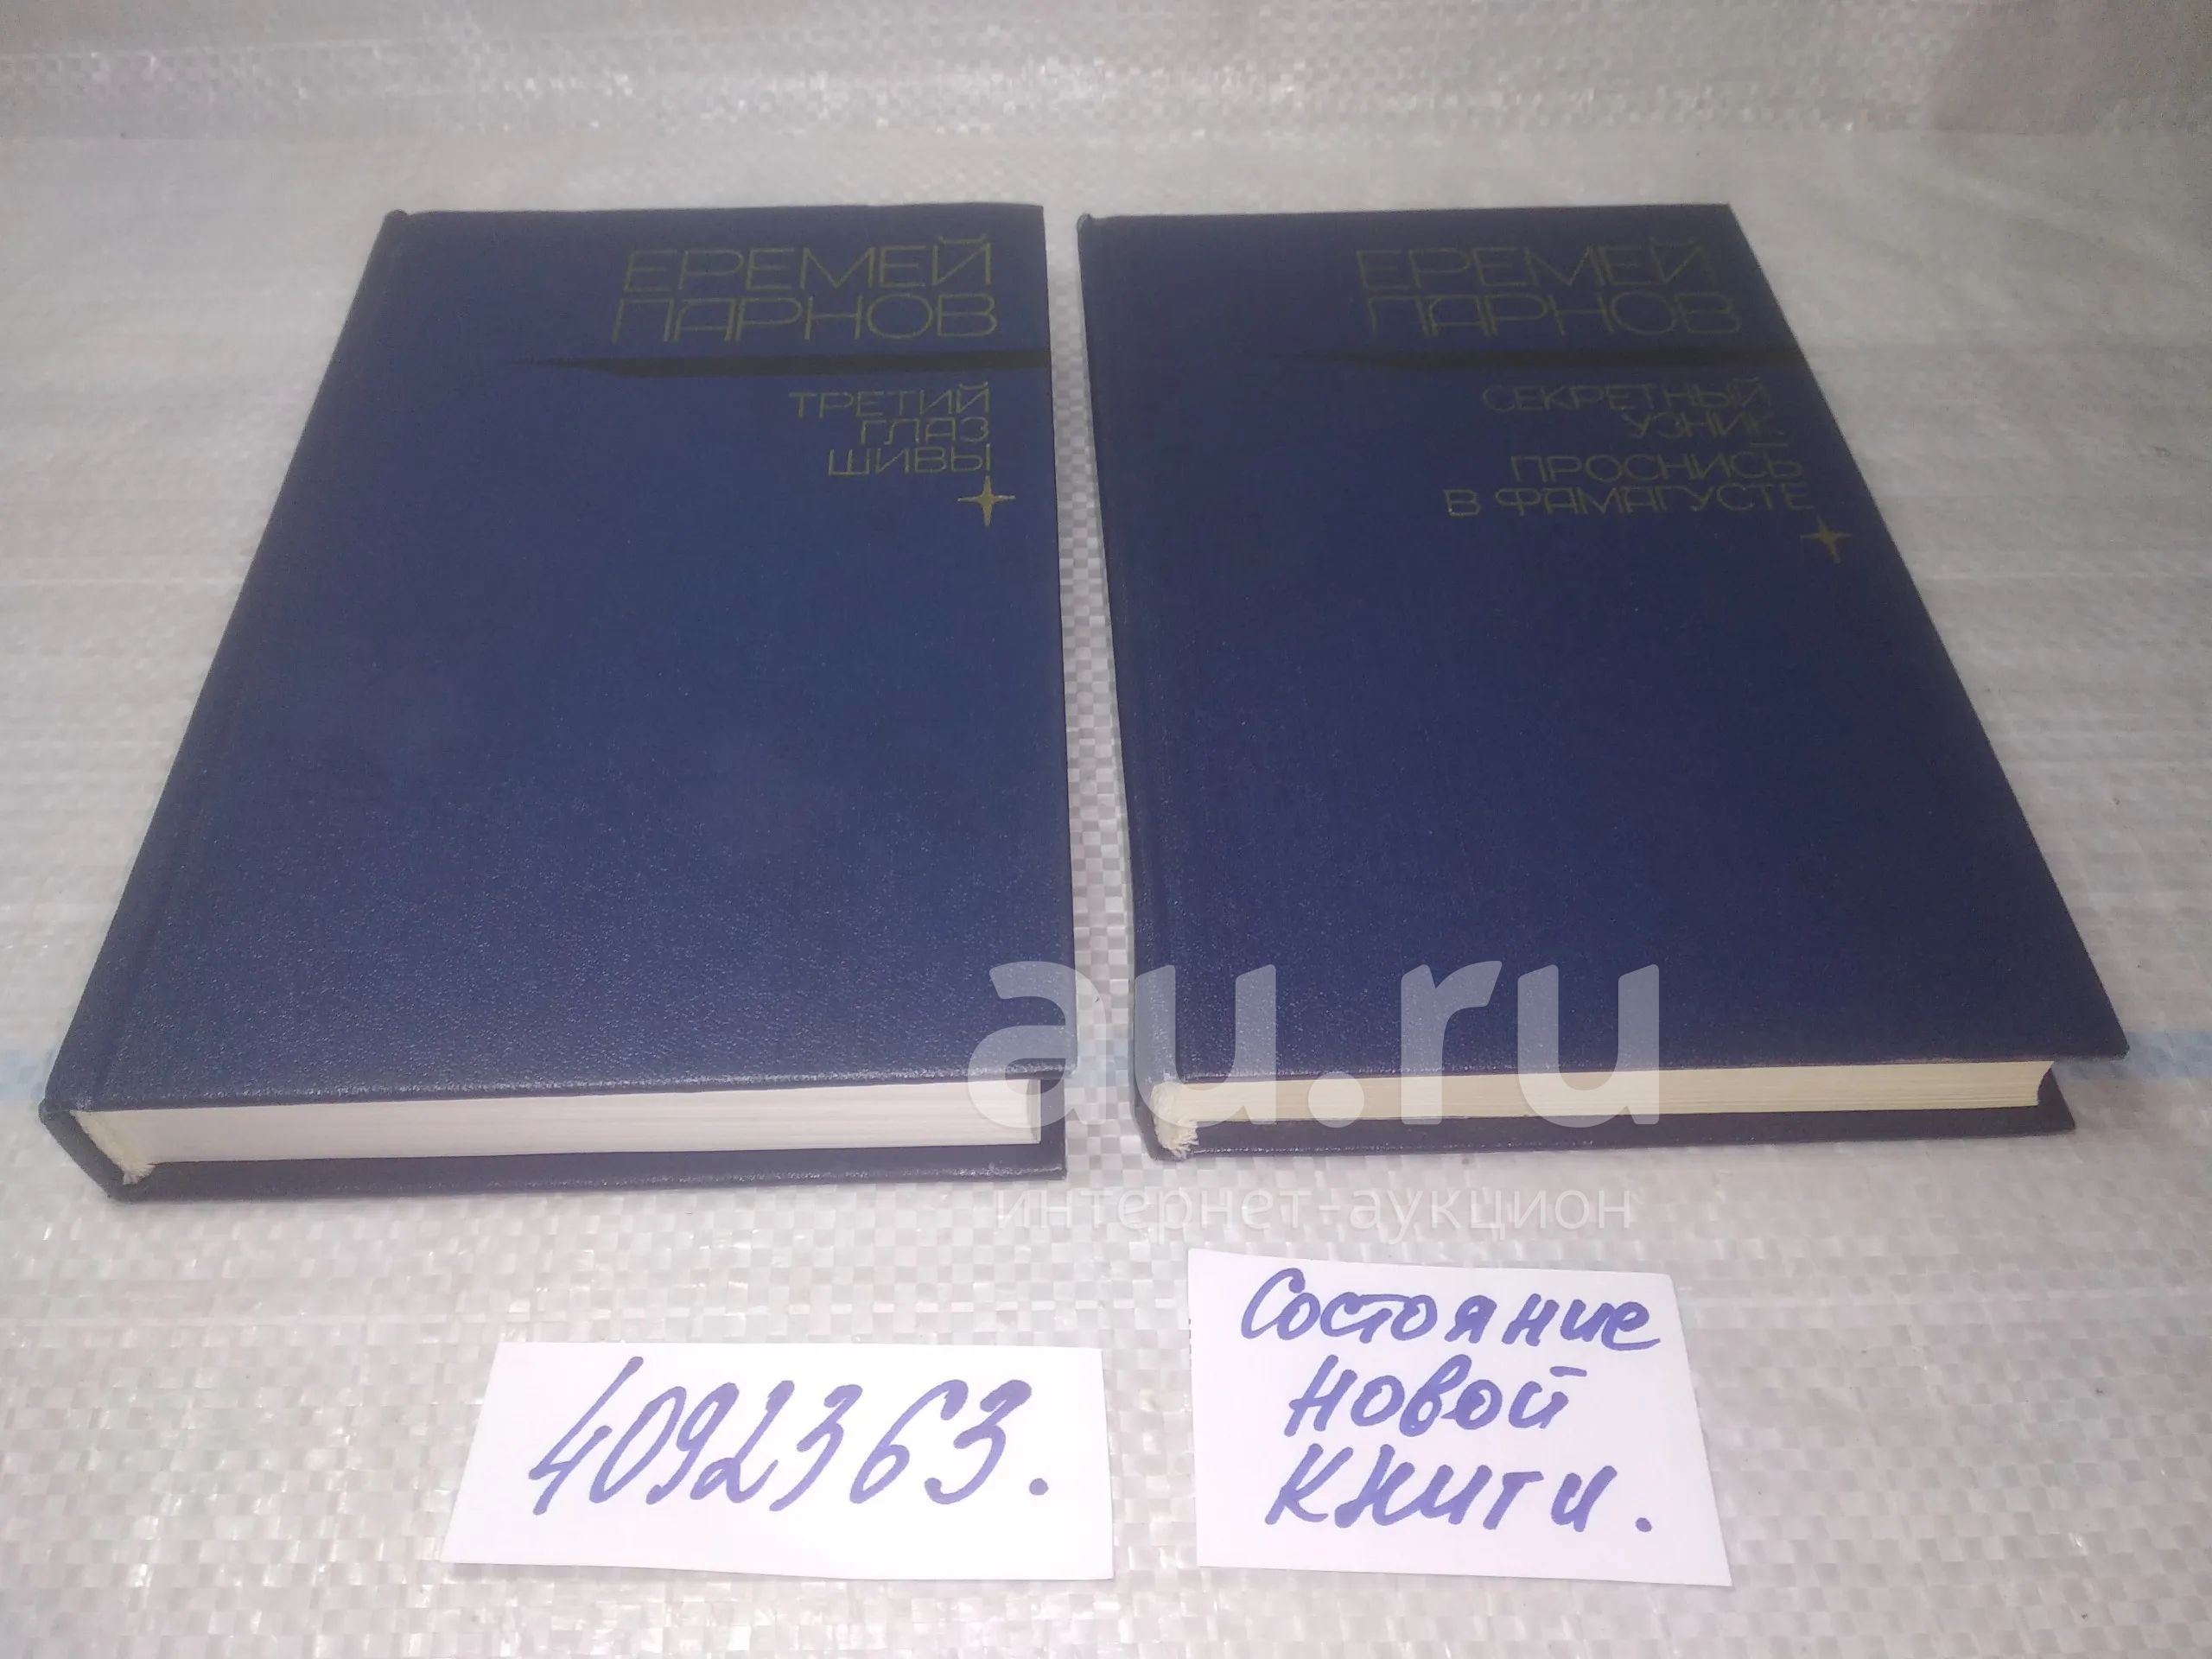 ЕРЕМЕЙ
ПАРНОВ
ТРЕТИЙ
ГЛАЗ
ШИВЫ
ЕРЕМЕЙ
ПАРНОВ
СЕКРЕТНЫЙ
УЗНИК
ПРОСНИСЬ
В ФАМАГУСТЕ
au.ru
интернет-аукцион
4092363.
Состояние
новой
книги.